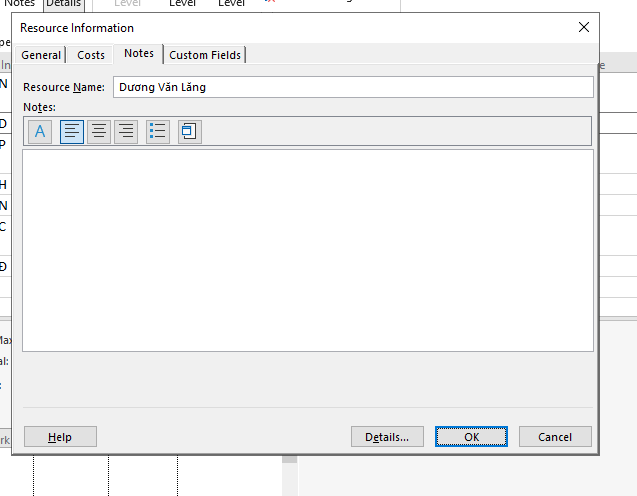 Notes Details Level Level Level
Resource Information
General Costs Notes Custom Fields
Resource Name: Dương Văn Lăng
Notes:
A
N
D
P
H
N
C
Đ
Help Details... OK Cancel